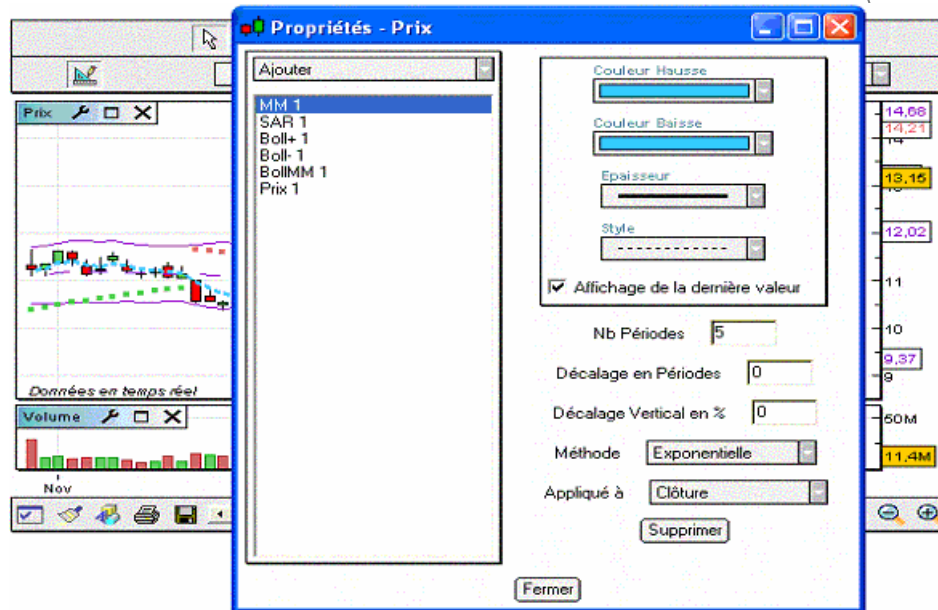 Propriétés - Prix
Ajouter
MM 1
SAR 1
Boll+ 1
Boll- 1
BollMM 1
Prix 1
Couleur Hausse
Couleur Baisse
Epaisseur
Style
Affichage de la dernière valeur
Nb Périodes 5
Décalage en Périodes 0
Décalage Vertical en % 0
Méthode Exponentielle
Appliqué à Clôture
Supprimer
Fermer
Prix
Données en temps réel
Volume
Nov
14,68
14,21
14
13,15
12,02
11
10
9,37
9
50M
11,4M